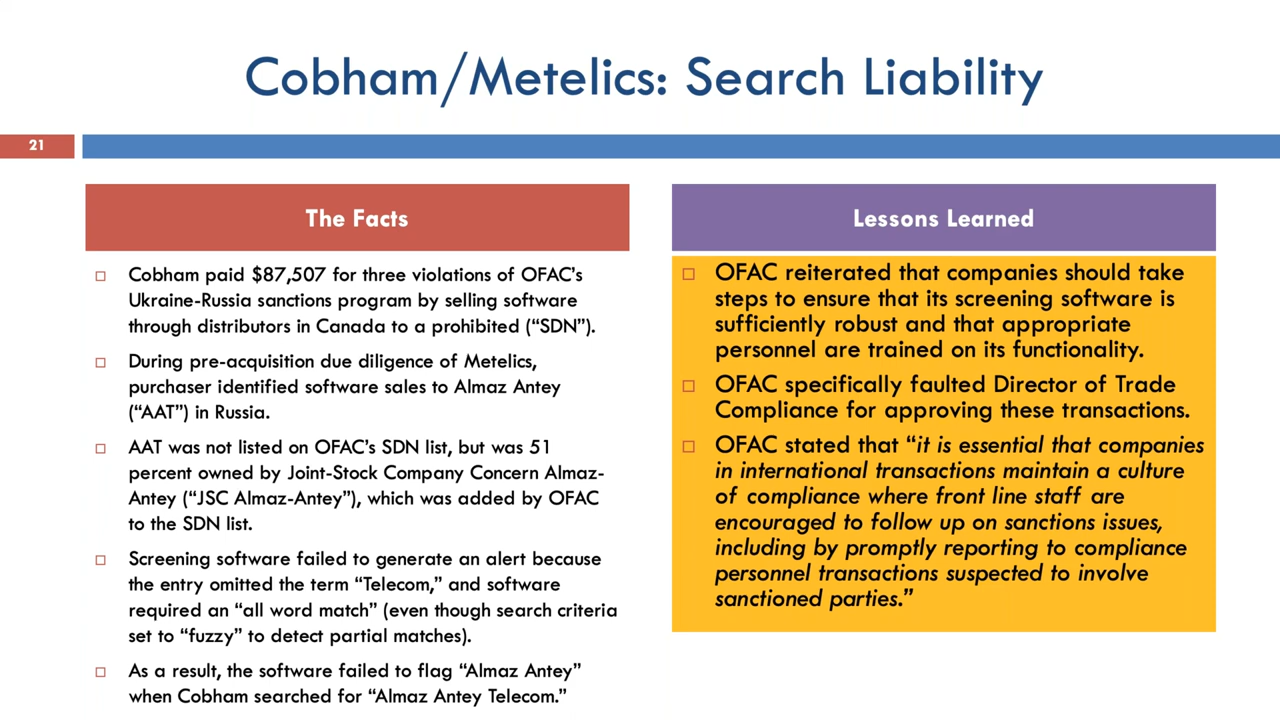 Cobham/Metelics: Search Liability
21
The Facts
Cobham paid $87,507 for three violations of OFAC's
Ukraine-Russia sanctions program by selling software
through distributors in Canada to a prohibited (“SDN”).
During pre-acquisition due diligence of Metelics,
purchaser identified software sales to Almaz Antey
(“AAT”) in Russia.
AAT was not listed on OFAC's SDN list, but was 51
percent owned by Joint-Stock Company Concern Almaz-
Antey (“JSC Almaz-Antey”), which was added by OFAC
to the SDN list.
Screening software failed to generate an alert because
the entry omitted the term “Telecom,” and software
required an “all word match” (even though search criteria
set to “fuzzy” to detect partial matches).
As a result, the software failed to flag “Almaz Antey”
when Cobham searched for “Almaz Antey Telecom.”
Lessons Learned
OFAC reiterated that companies should take
steps to ensure that its screening software is
sufficiently robust and that appropriate
personnel are trained on its functionality.
OFAC specifically faulted Director of Trade
Compliance for approving these transactions.
OFAC stated that “it is essential that companies
in international transactions maintain a culture
of compliance where front line staff are
encouraged to follow up on sanctions issues,
including by promptly reporting to compliance
personnel transactions suspected to involve
sanctioned parties.”